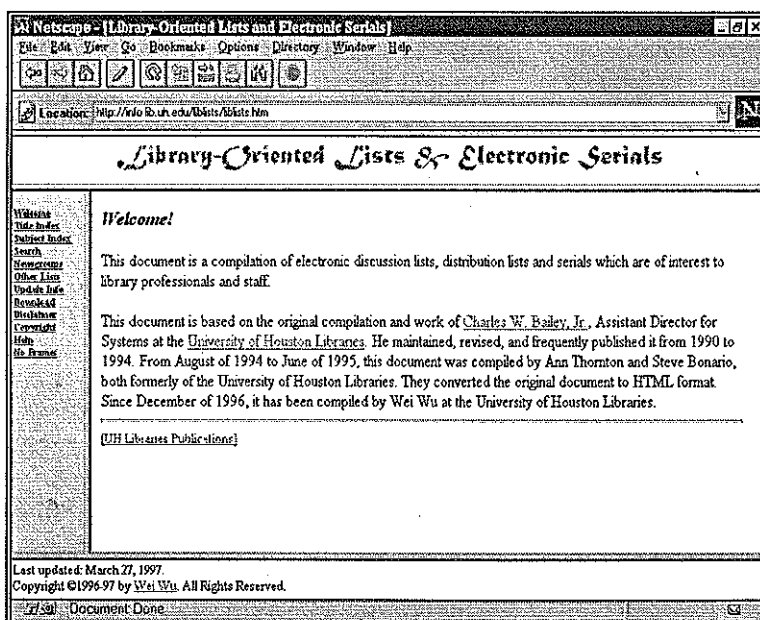 Netscape - [Library-Oriented Lists and Electronic Serials]
File Edit View Go Bookmarks Options Directory Window Help
Location: http://info.lib.uh.edu/liblists/liblists.htm
Library-Oriented Lists & Electronic Serials
Welcome
Title Index
Subject Index
Search
Newsgroups
Other Lists
Update Info
Download
Disclaimer
Copyright
Help
No Frames
Welcome!
This document is a compilation of electronic discussion lists, distribution lists and serials which are of interest to
library professionals and staff.
This document is based on the original compilation and work of Charles W. Bailey, Jr., Assistant Director for
Systems at the University of Houston Libraries. He maintained, revised, and frequently published it from 1990 to
1994. From August of 1994 to June of 1995, this document was compiled by Ann Thornton and Steve Bonario,
both formerly of the University of Houston Libraries. They converted the original document to HTML format.
Since December of 1996, it has been compiled by Wei Wu at the University of Houston Libraries.
[UH Libraries Publications]
Last updated: March 27, 1997.
Copyright ©1996-97 by Wei Wu. All Rights Reserved.
Document Done